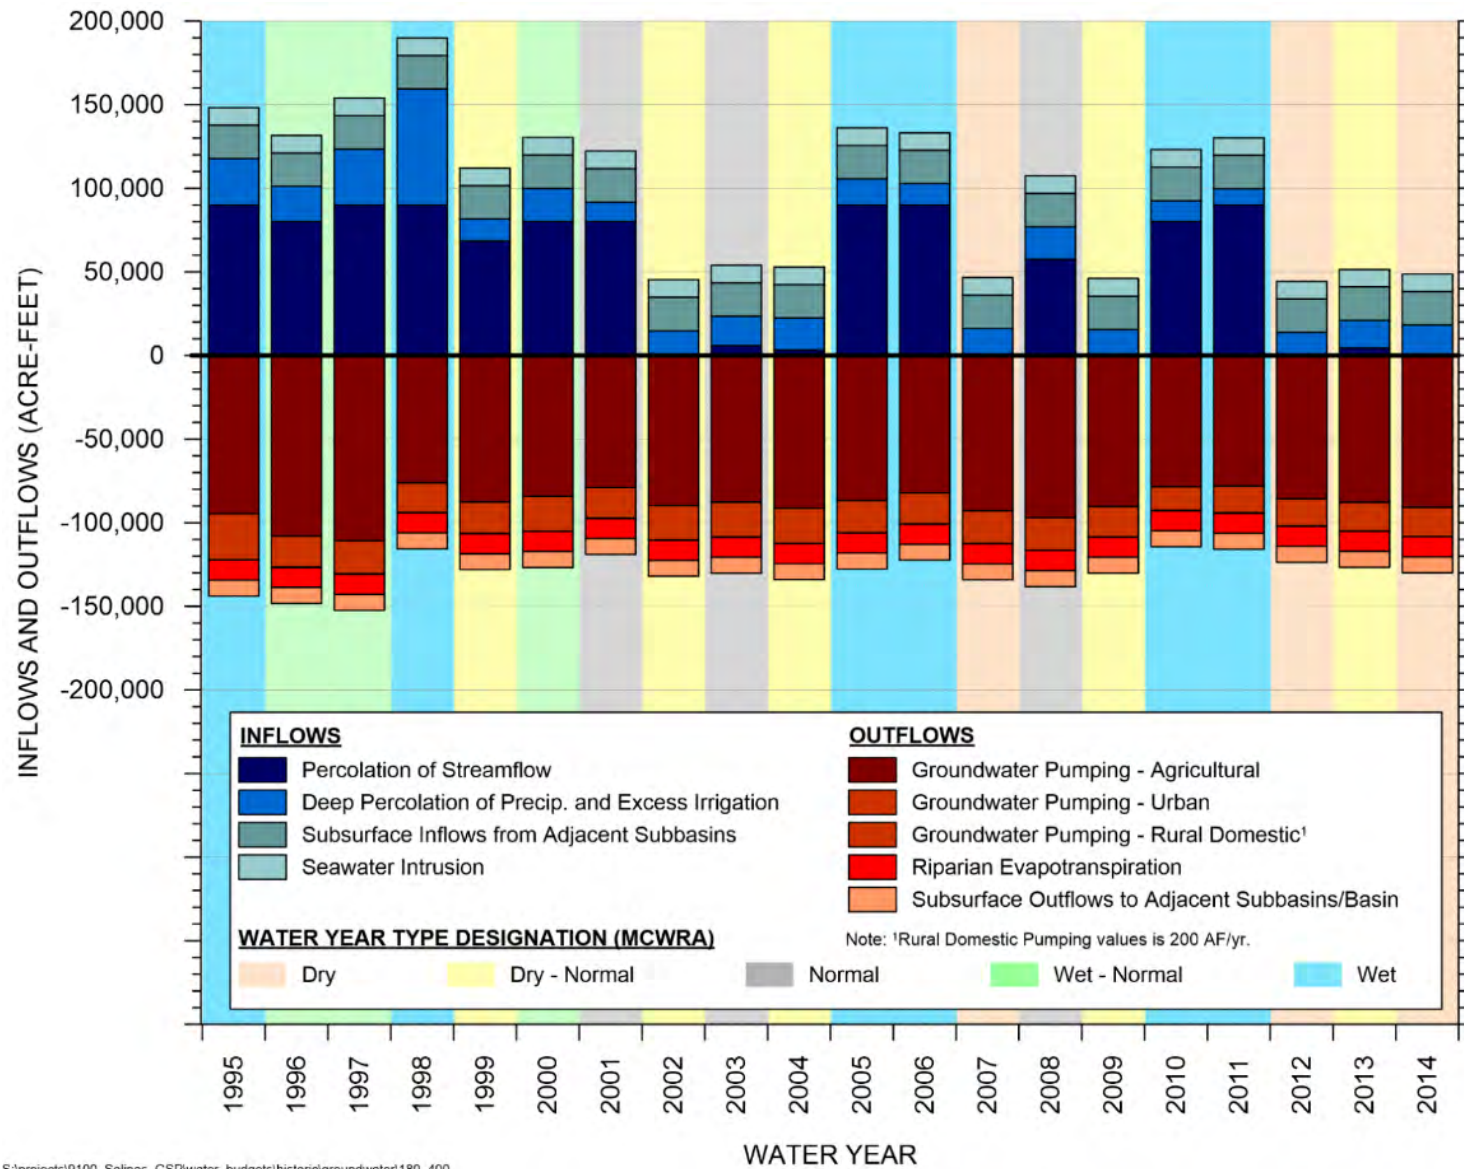 200,000
150,000
100,000
50,000
0
-50,000
-100,000
-150,000
-200,000
INFLOWS AND OUTFLOWS (ACRE-FEET)
INFLOWS
Percolation of Streamflow
Deep Percolation of Precip. and Excess Irrigation
Subsurface Inflows from Adjacent Subbasins
Seawater Intrusion
OUTFLOWS
Groundwater Pumping - Agricultural
Groundwater Pumping - Urban
Groundwater Pumping - Rural Domestic¹
Riparian Evapotranspiration
Subsurface Outflows to Adjacent Subbasins/Basin
Note: ¹Rural Domestic Pumping values is 200 AF/yr.
WATER YEAR TYPE DESIGNATION (MCWRA)
Dry
Dry - Normal
Normal
Wet - Normal
Wet
1995
1996
1997
1998
1999
2000
2001
2002
2003
2004
2005
2006
2007
2008
2009
2010
2011
2012
2013
2014
WATER YEAR